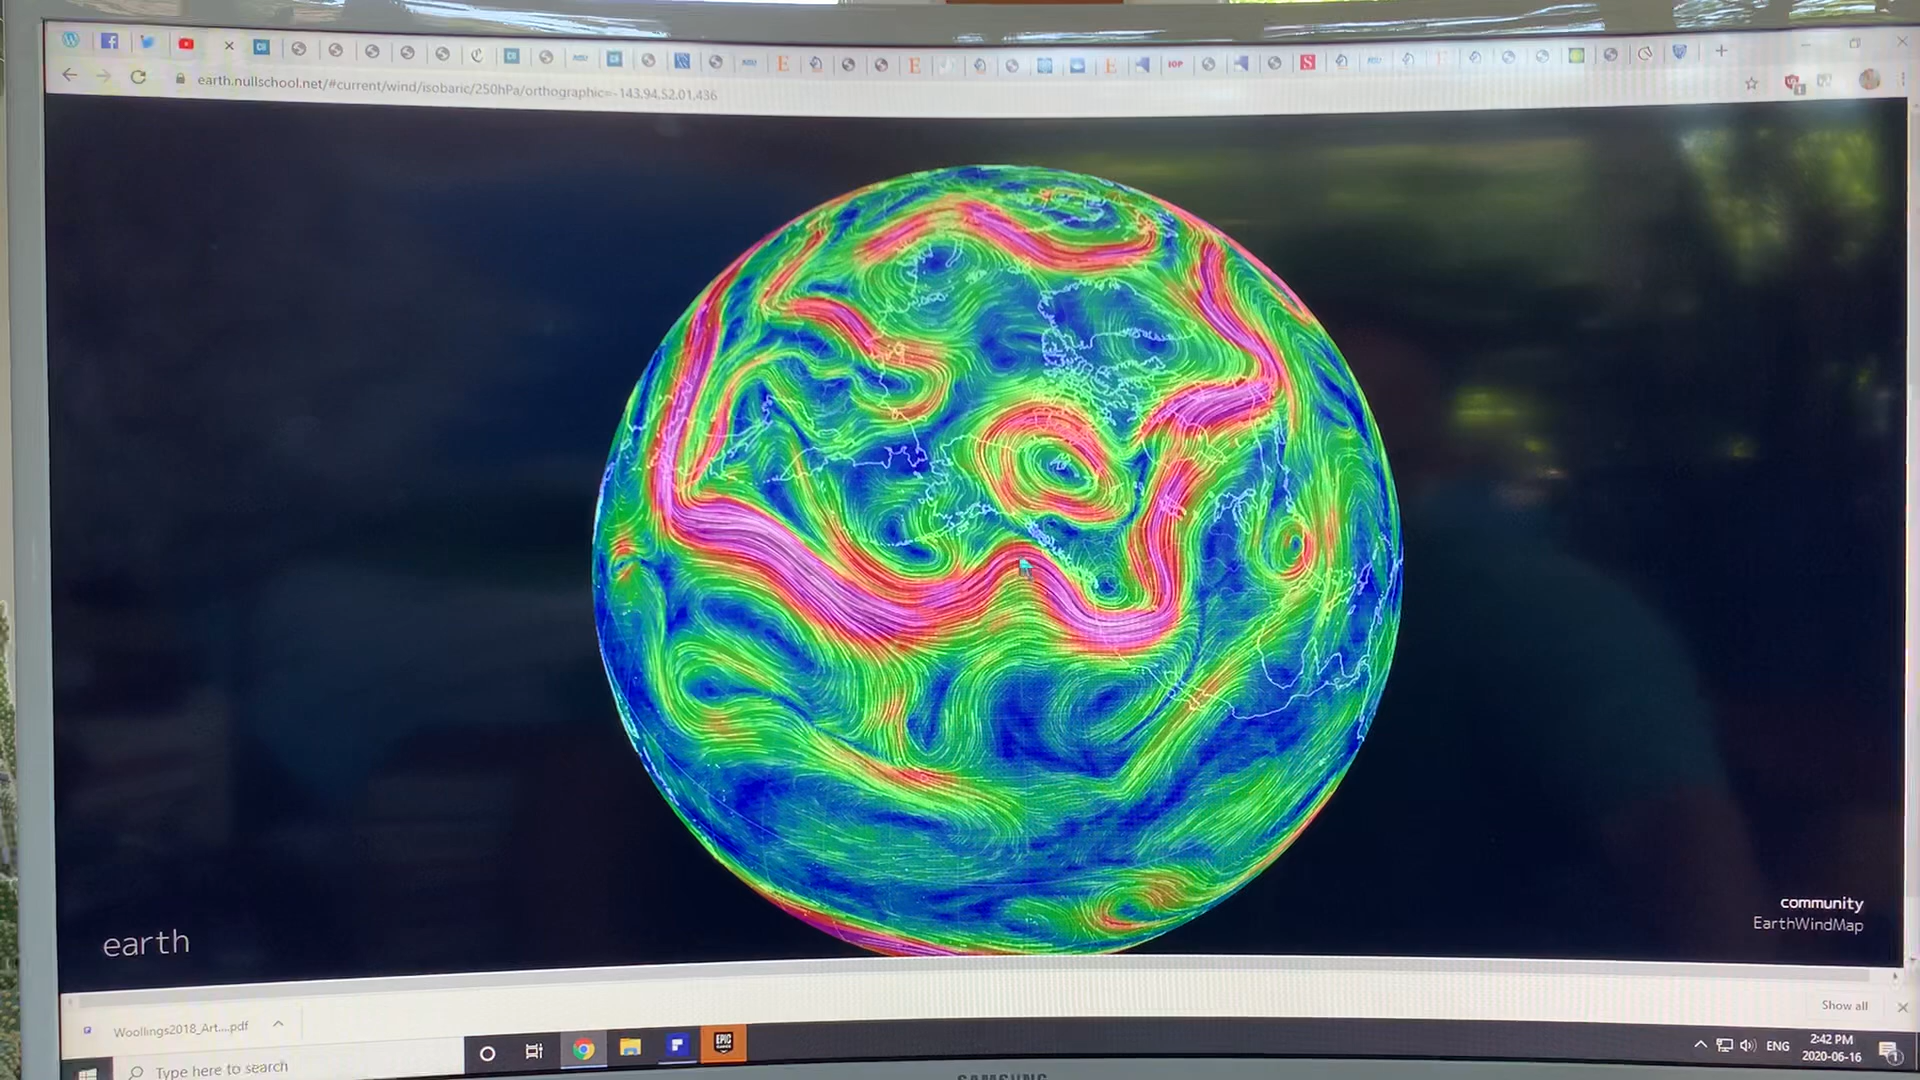 earth.nullschool.net/#current/wind/isobaric/250hPa/orthographic=-143.94,52.01,436
community
EarthWindMap
earth
Show all
Woollings2018_Art....pdf
Type here to search
EPIC
ENG
2:42 PM
2020-06-16
SAMSUNG